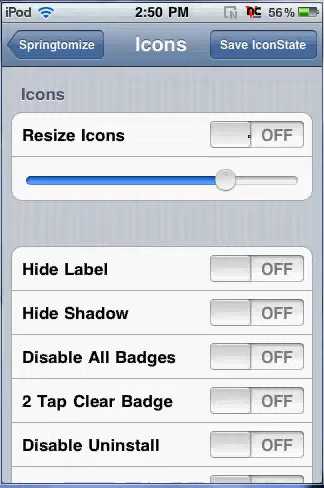 iPod 2:50 PM 56%
Springtomize Icons Save IconState
Icons
Resize Icons OFF
Hide Label OFF
Hide Shadow OFF
Disable All Badges OFF
2 Tap Clear Badge OFF
Disable Uninstall OFF